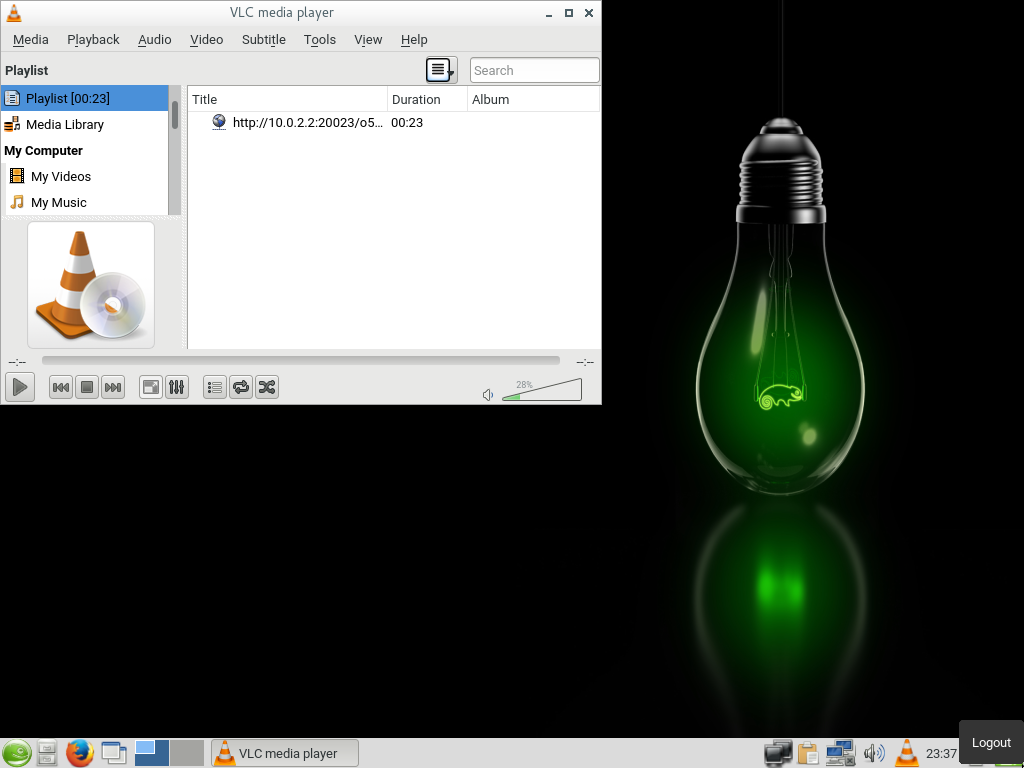 VLC media player
Media Playback Audio Video Subtitle Tools View Help
Playlist
Search
Playlist [00:23]
Media Library
My Computer
My Videos
My Music
Title Duration Album
http://10.0.2.2:20023/o5... 00:23
--:-- --:--
28%
VLC media player
23:37
Logout